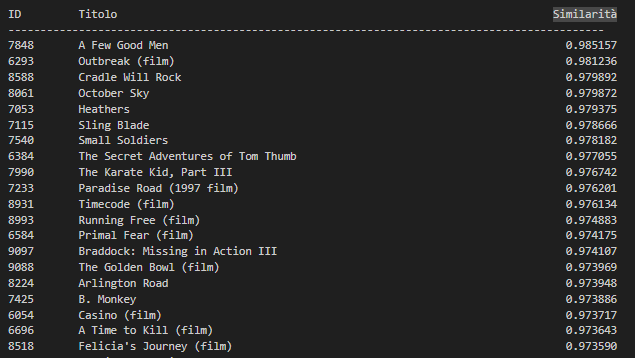 ID Titolo Similarità
--------------------------------------------------------------------------------------------
7848 A Few Good Men 0.985157
6293 Outbreak (film) 0.981236
8588 Cradle Will Rock 0.979892
8061 October Sky 0.979872
7053 Heathers 0.979375
7115 Sling Blade 0.978666
7540 Small Soldiers 0.978182
6384 The Secret Adventures of Tom Thumb 0.977055
7990 The Karate Kid, Part III 0.976742
7233 Paradise Road (1997 film) 0.976201
8931 Timecode (film) 0.976134
8993 Running Free (film) 0.974883
6584 Primal Fear (film) 0.974175
9097 Braddock: Missing in Action III 0.974107
9088 The Golden Bowl (film) 0.973969
8224 Arlington Road 0.973948
7425 B. Monkey 0.973886
6054 Casino (film) 0.973717
6696 A Time to Kill (film) 0.973643
8518 Felicia's Journey (film) 0.973590